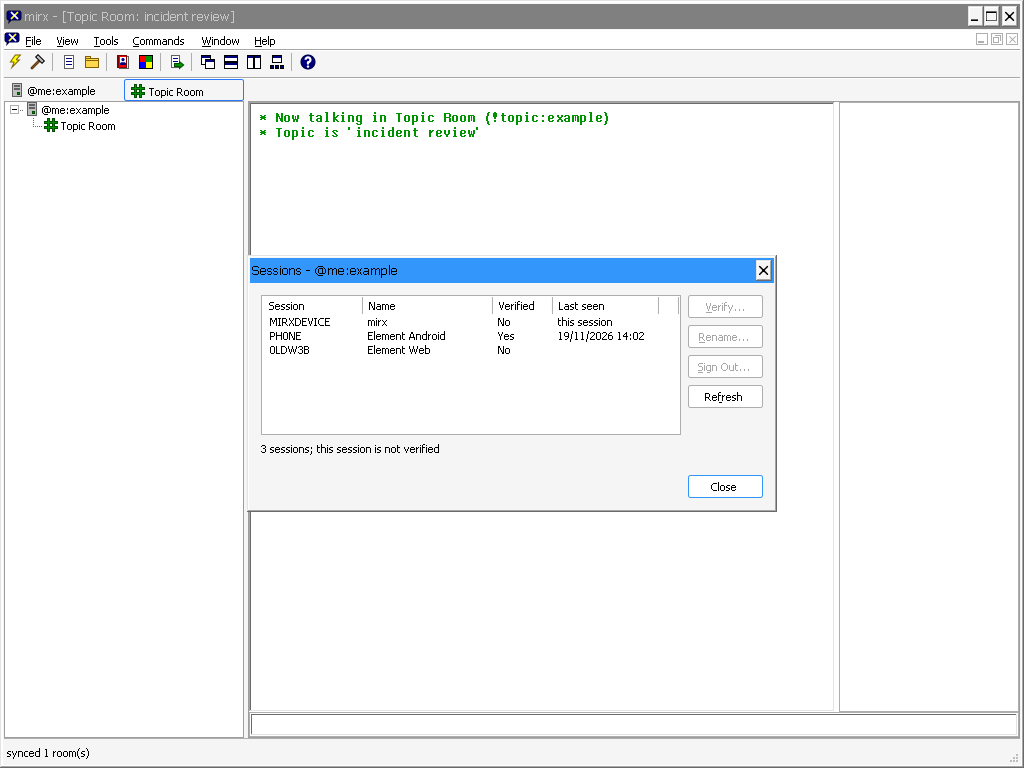 mirx - [Topic Room: incident review]
File View Tools Commands Window Help
@me:example Topic Room
@me:example
Topic Room
* Now talking in Topic Room (!topic:example)
* Topic is 'incident review'
Sessions - @me:example
Session Name Verified Last seen
MIRXDEVICE mirx No this session
PHONE Element Android Yes 19/11/2026 14:02
OLDW3B Element Web No
Verify...
Rename...
Sign Out...
Refresh
3 sessions; this session is not verified
Close
synced 1 room(s)